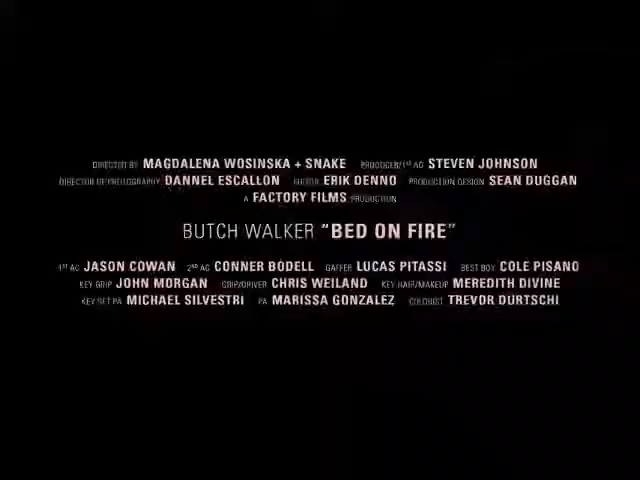 DIRECTED BY MAGDALENA WOSINSKA + SNAKE PRODUCER/1ST AD STEVEN JOHNSON
DIRECTOR OF PHOTOGRAPHY DANNEL ESCALLON EDITOR ERIK DENNO PRODUCTION DESIGN SEAN DUGGAN
A FACTORY FILMS PRODUCTION
BUTCH WALKER "BED ON FIRE"
1ST AC JASON COWAN 2ND AC CONNER BODELL GAFFER LUCAS PITASSI BEST BOY COLE PISANO
KEY GRIP JOHN MORGAN GRIP/DRIVER CHRIS WEILAND KEY HAIR/MAKEUP MEREDITH DIVINE
KEY SET PA MICHAEL SILVESTRI PA MARISSA GONZALEZ COLORIST TREVOR DURTSCHI